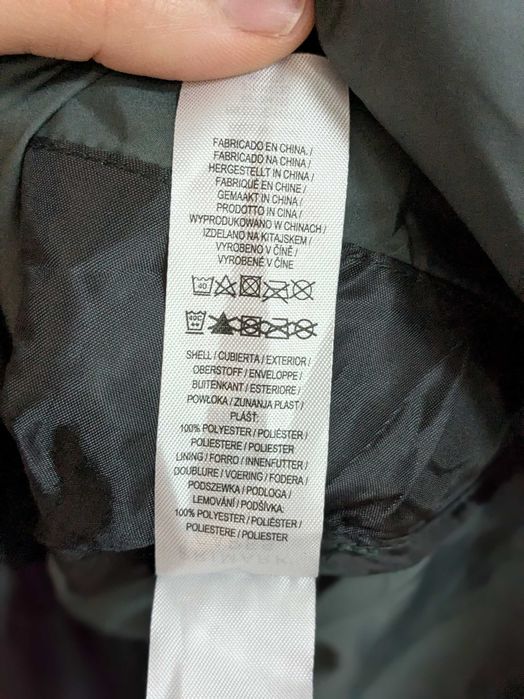 FABRICADO EN CHINA. /
FABRICADO NA CHINA /
HERGESTELLT IN CHINA /
FABRIQUÉ EN CHINE /
GEMAAKT IN CHINA /
PRODOTTO IN CINA /
WYPRODUKOWANO W CHINACH /
IZDELANO NA KITAJSKEM /
VYROBENO V ČÍNĚ /
VYROBENÉ V ČÍNE
40
40C
SHELL / CUBIERTA / EXTERIOR /
OBERSTOFF / ENVELOPPE /
BUITENKANT / ESTERIORE /
POWŁOKA / ZUNANJA PLAST /
PLÁŠŤ:
100% POLYESTER / POLIÉSTER /
POLIESTERE / POLIESTER
LINING / FORRO / INNENFUTTER /
DOUBLURE / VOERING / FODERA /
PODSZEWKA / PODLOGA /
LEMOVÁNÍ / PODŠÍVKA:
100% POLYESTER / POLIÉSTER /
POLIESTERE / POLIESTER